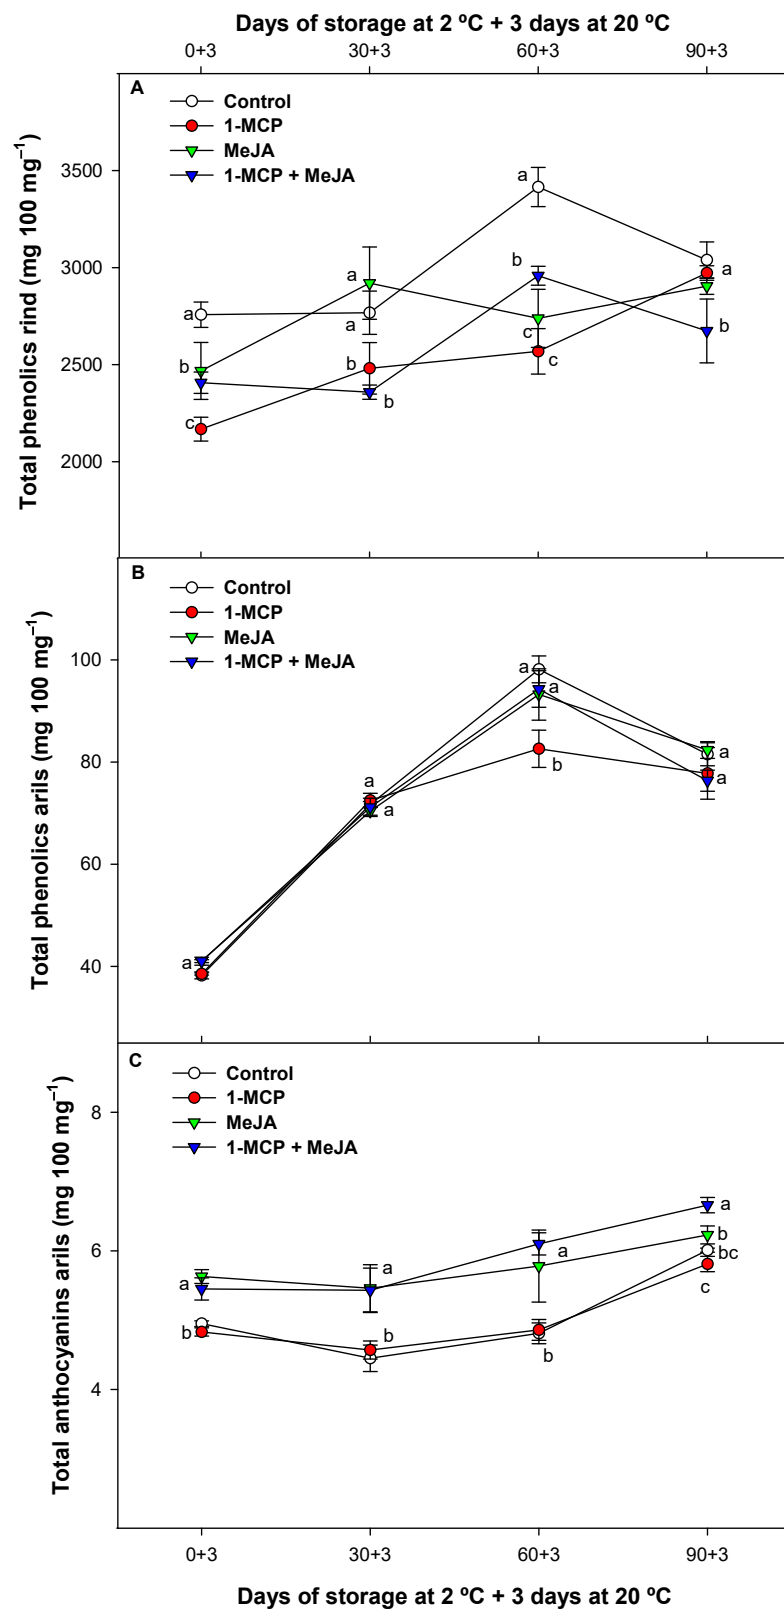 Days of storage at 2 ºC + 3 days at 20 ºC
0+3 30+3 60+3 90+3
A
Control
1-MCP
MeJA
1-MCP + MeJA
Total phenolics rind (mg 100 mg⁻¹)
3500
3000
2500
2000
a
a
a
a
b
a
b
b
b
c
c
c
b
B
Control
1-MCP
MeJA
1-MCP + MeJA
Total phenolics arils (mg 100 mg⁻¹)
100
80
60
40
a
a
a
a
a
b
a
a
C
Control
1-MCP
MeJA
1-MCP + MeJA
Total anthocyanins arils (mg 100 mg⁻¹)
8
6
4
a
b
a
b
a
b
a
b
bc
c
0+3 30+3 60+3 90+3
Days of storage at 2 ºC + 3 days at 20 ºC